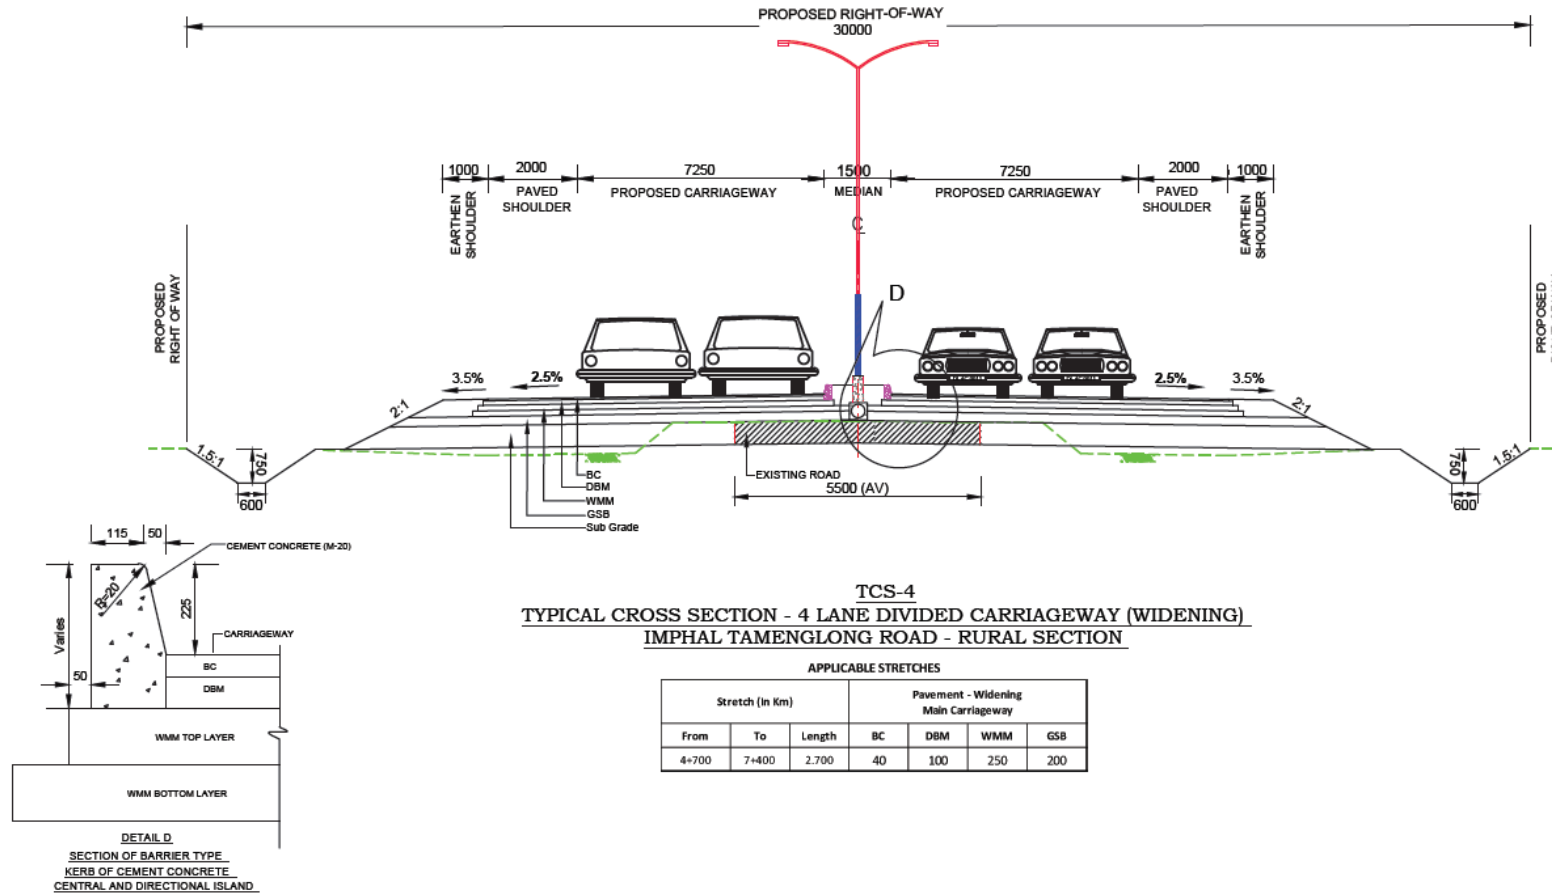 PROPOSED RIGHT-OF-WAY
30000
1000
2000
7250
1500
7250
2000
1000
EARTHEN
SHOULDER
PAVED
SHOULDER
PROPOSED CARRIAGEWAY
MEDIAN
PROPOSED CARRIAGEWAY
PAVED
SHOULDER
EARTHEN
SHOULDER
PROPOSED
RIGHT OF WAY
PROPOSED
D
3.5%
2.5%
2.5%
3.5%
2:1
2:1
1.5:1
750
600
1.5:1
750
600
BC
DBM
WMM
GSB
Sub Grade
EXISTING ROAD
5500 (AV)
115
50
CEMENT CONCRETE (M-20)
R=20
225
Varies
50
CARRIAGEWAY
BC
DBM
WMM TOP LAYER
WMM BOTTOM LAYER
DETAIL D
SECTION OF BARRIER TYPE
KERB OF CEMENT CONCRETE
CENTRAL AND DIRECTIONAL ISLAND
TCS-4
TYPICAL CROSS SECTION - 4 LANE DIVIDED CARRIAGEWAY (WIDENING)
IMPHAL TAMENGLONG ROAD - RURAL SECTION
APPLICABLE STRETCHES
Stretch (In Km)
Pavement - Widening
Main Carriageway
From To Length BC DBM WMM GSB
4+700 7+400 2.700 40 100 250 200